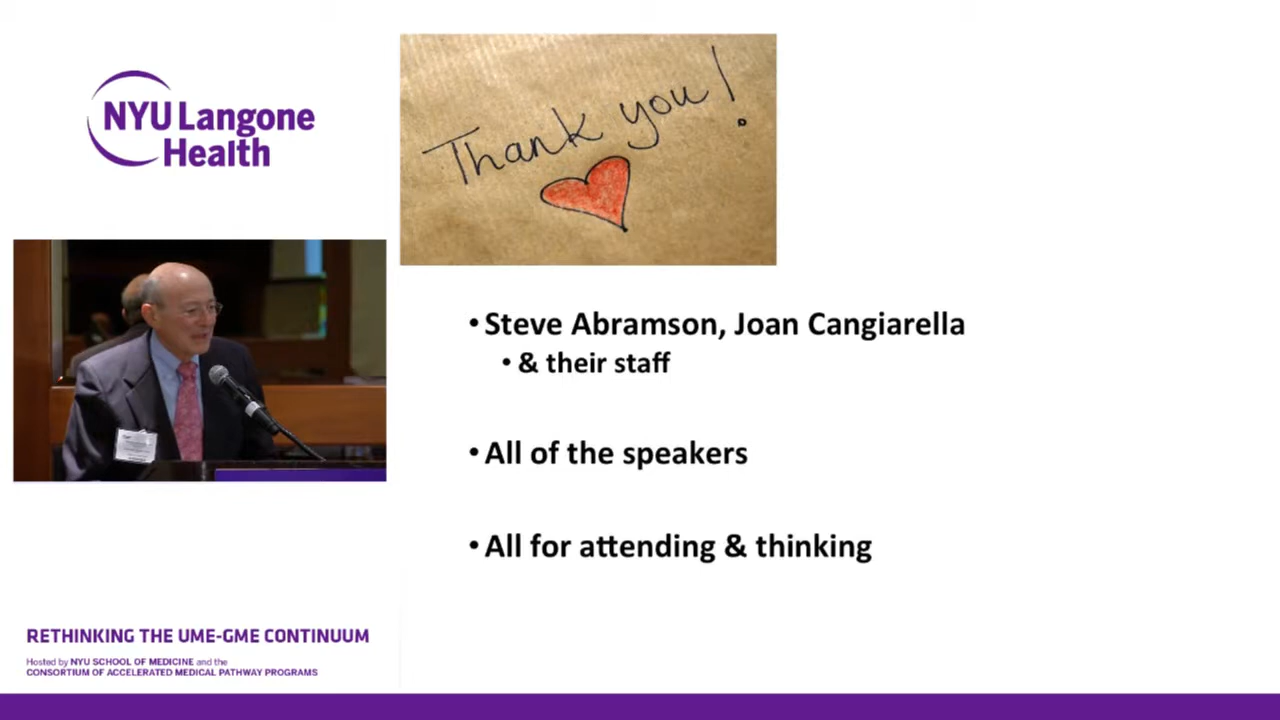 NYU Langone
Health
Thank you!
•Steve Abramson, Joan Cangiarella
•& their staff
•All of the speakers
•All for attending & thinking
RETHINKING THE UME-GME CONTINUUM
Hosted by NYU SCHOOL OF MEDICINE and the
CONSORTIUM OF ACCELERATED MEDICAL PATHWAY PROGRAMS